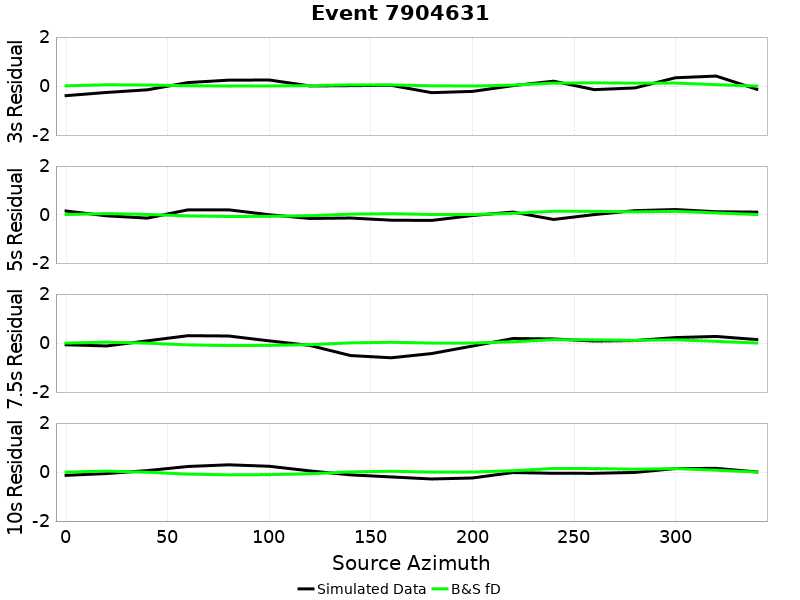 Event 7904631
3s Residual
2
0
-2
5s Residual
2
0
-2
7.5s Residual
2
0
-2
10s Residual
2
0
-2
0 50 100 150 200 250 300
Source Azimuth
Simulated Data B&S fD